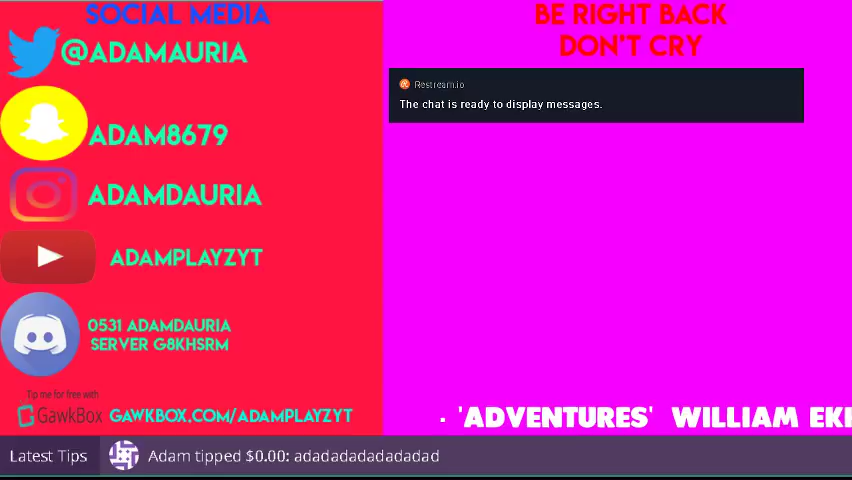 SOCIAL MEDIA
@ADAMAURIA
ADAM8679
ADAMDAURIA
ADAMPLAYZYT
0531 ADAMDAURIA
SERVER G8KHSRM
Tip me for free with
GawkBox
GAWKBOX.COM/ADAMPLAYZYT
BE RIGHT BACK
DON'T CRY
Restream.io
The chat is ready to display messages.
· 'ADVENTURES' WILLIAM EK
Latest Tips
Adam tipped $0.00: adadadadadadadad